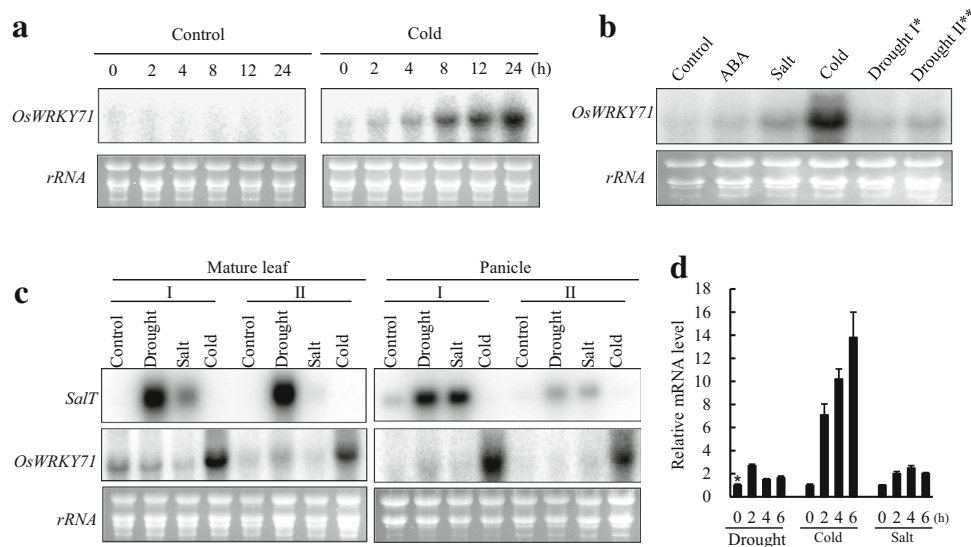 a
Control
Cold
0 2 4 8 12 24
0 2 4 8 12 24 (h)
OsWRKY71
rRNA
b
Control
ABA
Salt
Cold
Drought I*
Drought II**
OsWRKY71
rRNA
c
Mature leaf
Panicle
I
II
I
II
Control
Drought
Salt
Cold
Control
Drought
Salt
Cold
Control
Drought
Salt
Cold
Control
Drought
Salt
Cold
SalT
OsWRKY71
rRNA
d
Relative mRNA level
18
16
14
12
10
8
6
4
2
0
*
0 2 4 6 0 2 4 6 0 2 4 6 (h)
Drought Cold Salt